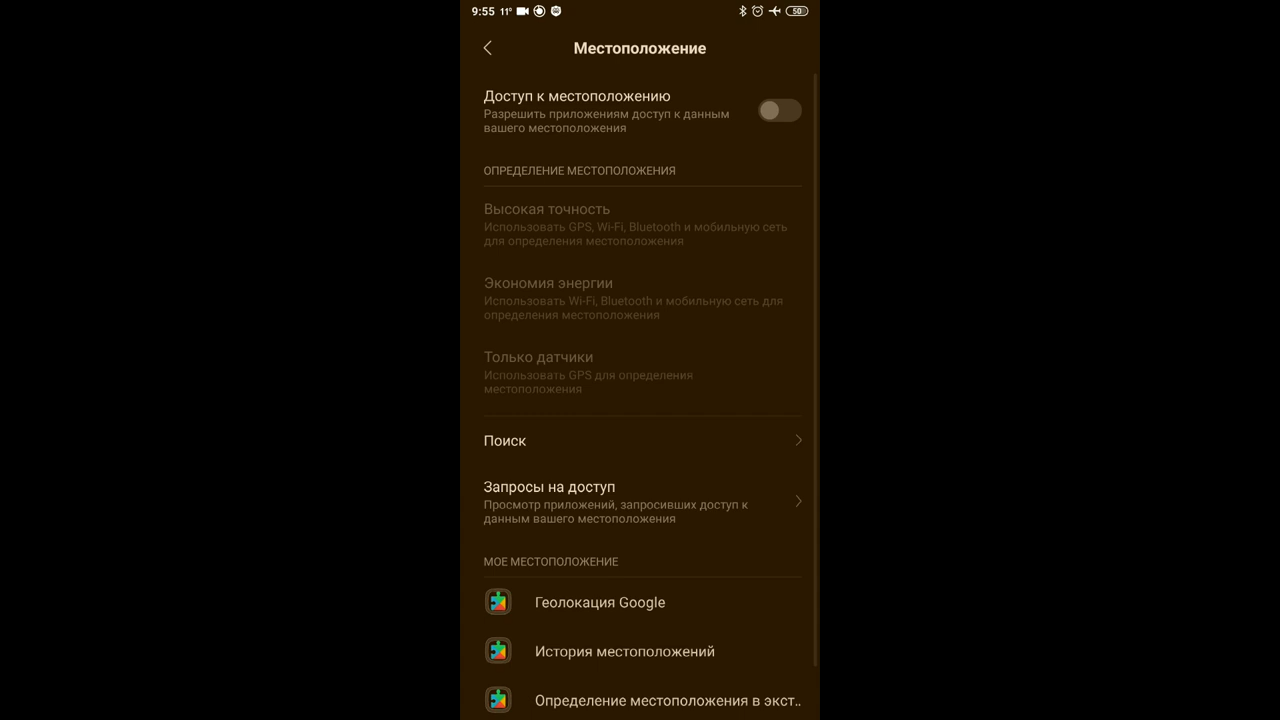 9:55 11° 50
Местоположение
Доступ к местоположению
Разрешить приложениям доступ к данным
вашего местоположения
ОПРЕДЕЛЕНИЕ МЕСТОПОЛОЖЕНИЯ
Высокая точность
Использовать GPS, Wi-Fi, Bluetooth и мобильную сеть
для определения местоположения
Экономия энергии
Использовать Wi-Fi, Bluetooth и мобильную сеть для
определения местоположения
Только датчики
Использовать GPS для определения
местоположения
Поиск
Запросы на доступ
Просмотр приложений, запросивших доступ к
данным вашего местоположения
МОЕ МЕСТОПОЛОЖЕНИЕ
Геолокация Google
История местоположений
Определение местоположения в экст..